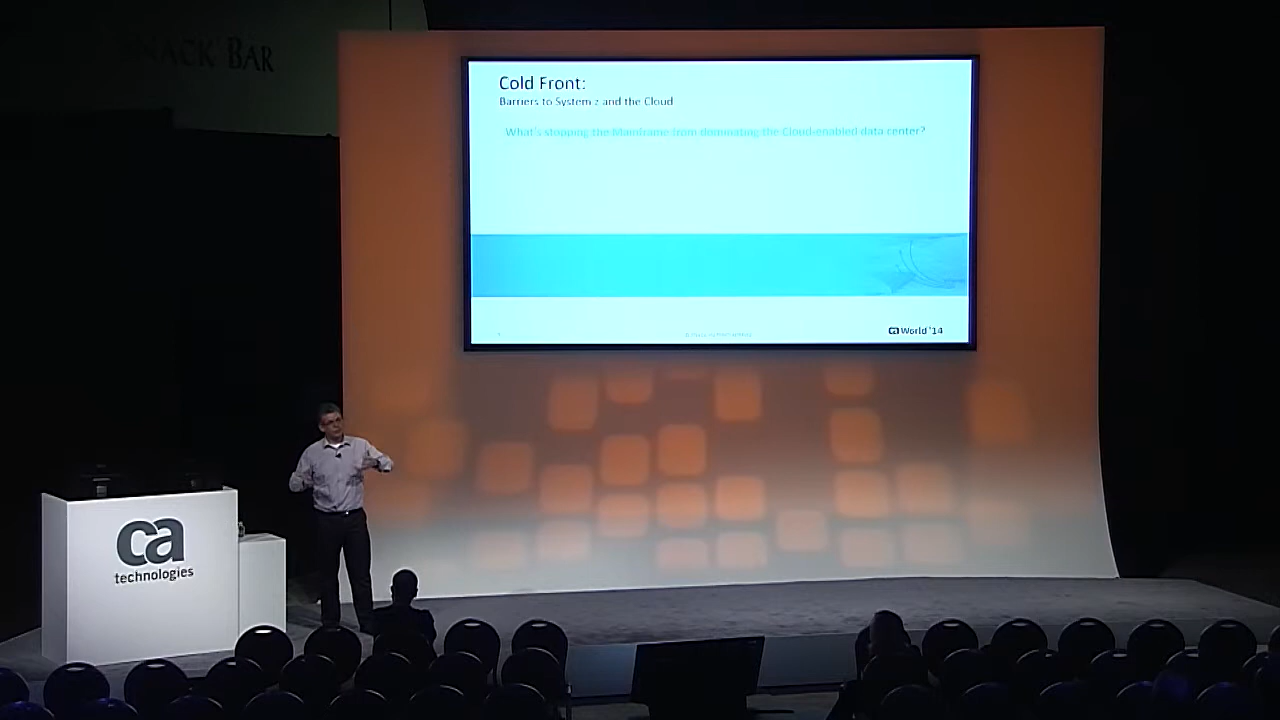 SNACK BAR
Cold Front:
Barriers to System z and the Cloud
What's stopping the Mainframe from dominating the Cloud-enabled data center?
ca World '14
ca
technologies